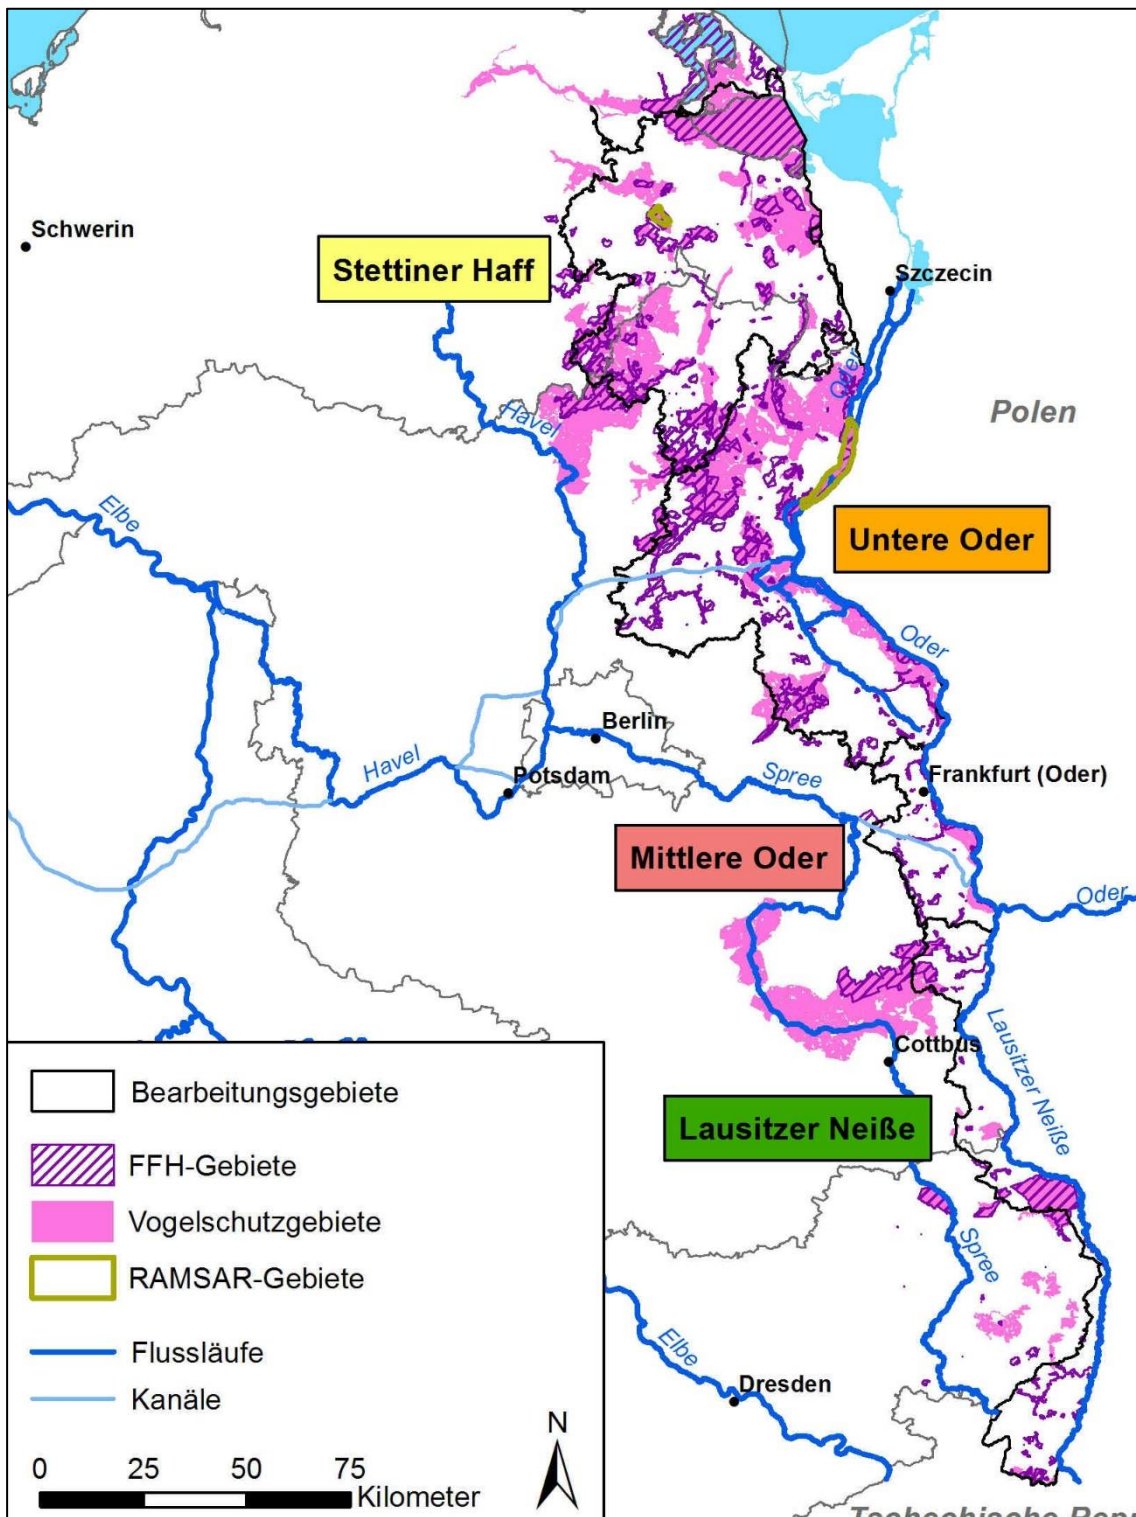 Schwerin
Stettiner Haff
Szczecin
Oder
Havel
Polen
Elbe
Untere Oder
Oder
Berlin
Havel
Potsdam
Spree
Frankfurt (Oder)
Mittlere Oder
Oder
Cottbus
Lausitzer Neiße
Lausitzer Neiße
Spree
Elbe
Dresden
Tschechische
Bearbeitungsgebiete
FFH-Gebiete
Vogelschutzgebiete
RAMSAR-Gebiete
Flussläufe
Kanäle
N
0 25 50 75
Kilometer